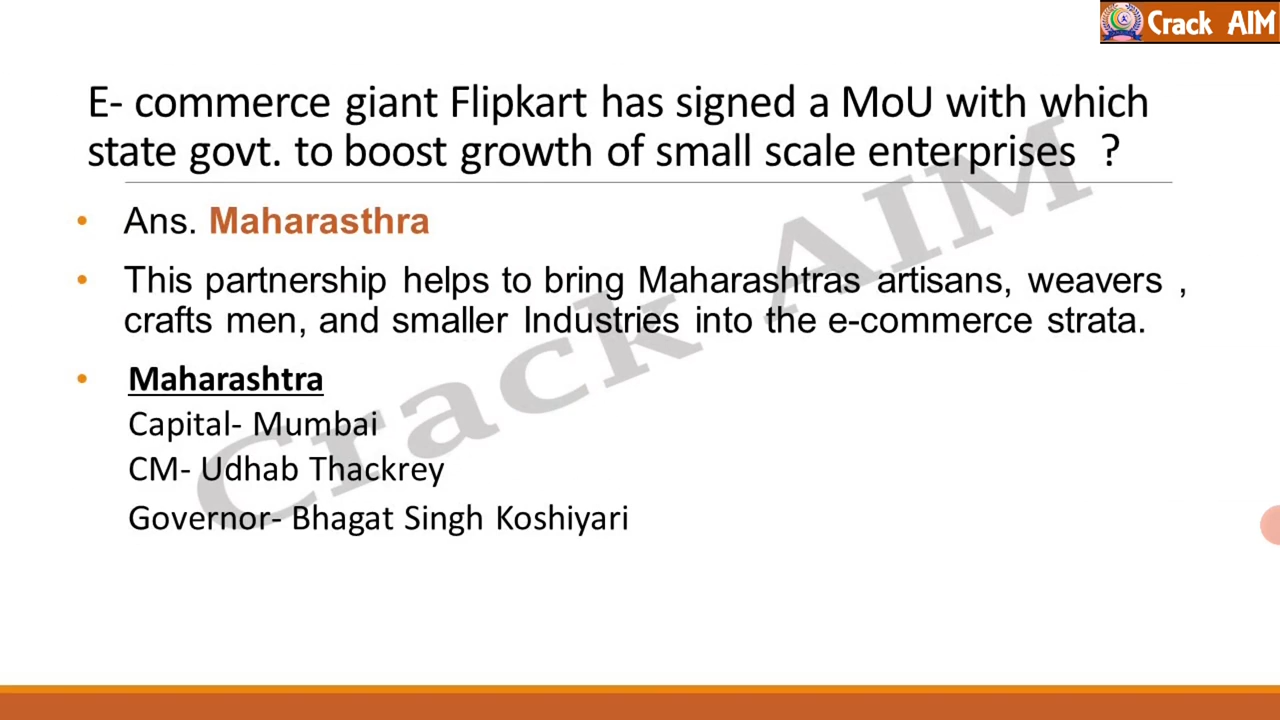 Crack AIM
E- commerce giant Flipkart has signed a MoU with which
state govt. to boost growth of small scale enterprises ?
• Ans. Maharasthra
• This partnership helps to bring Maharashtras artisans, weavers ,
crafts men, and smaller Industries into the e-commerce strata.
• Maharashtra
Capital- Mumbai
CM- Udhab Thackrey
Governor- Bhagat Singh Koshiyari
Crack AIM